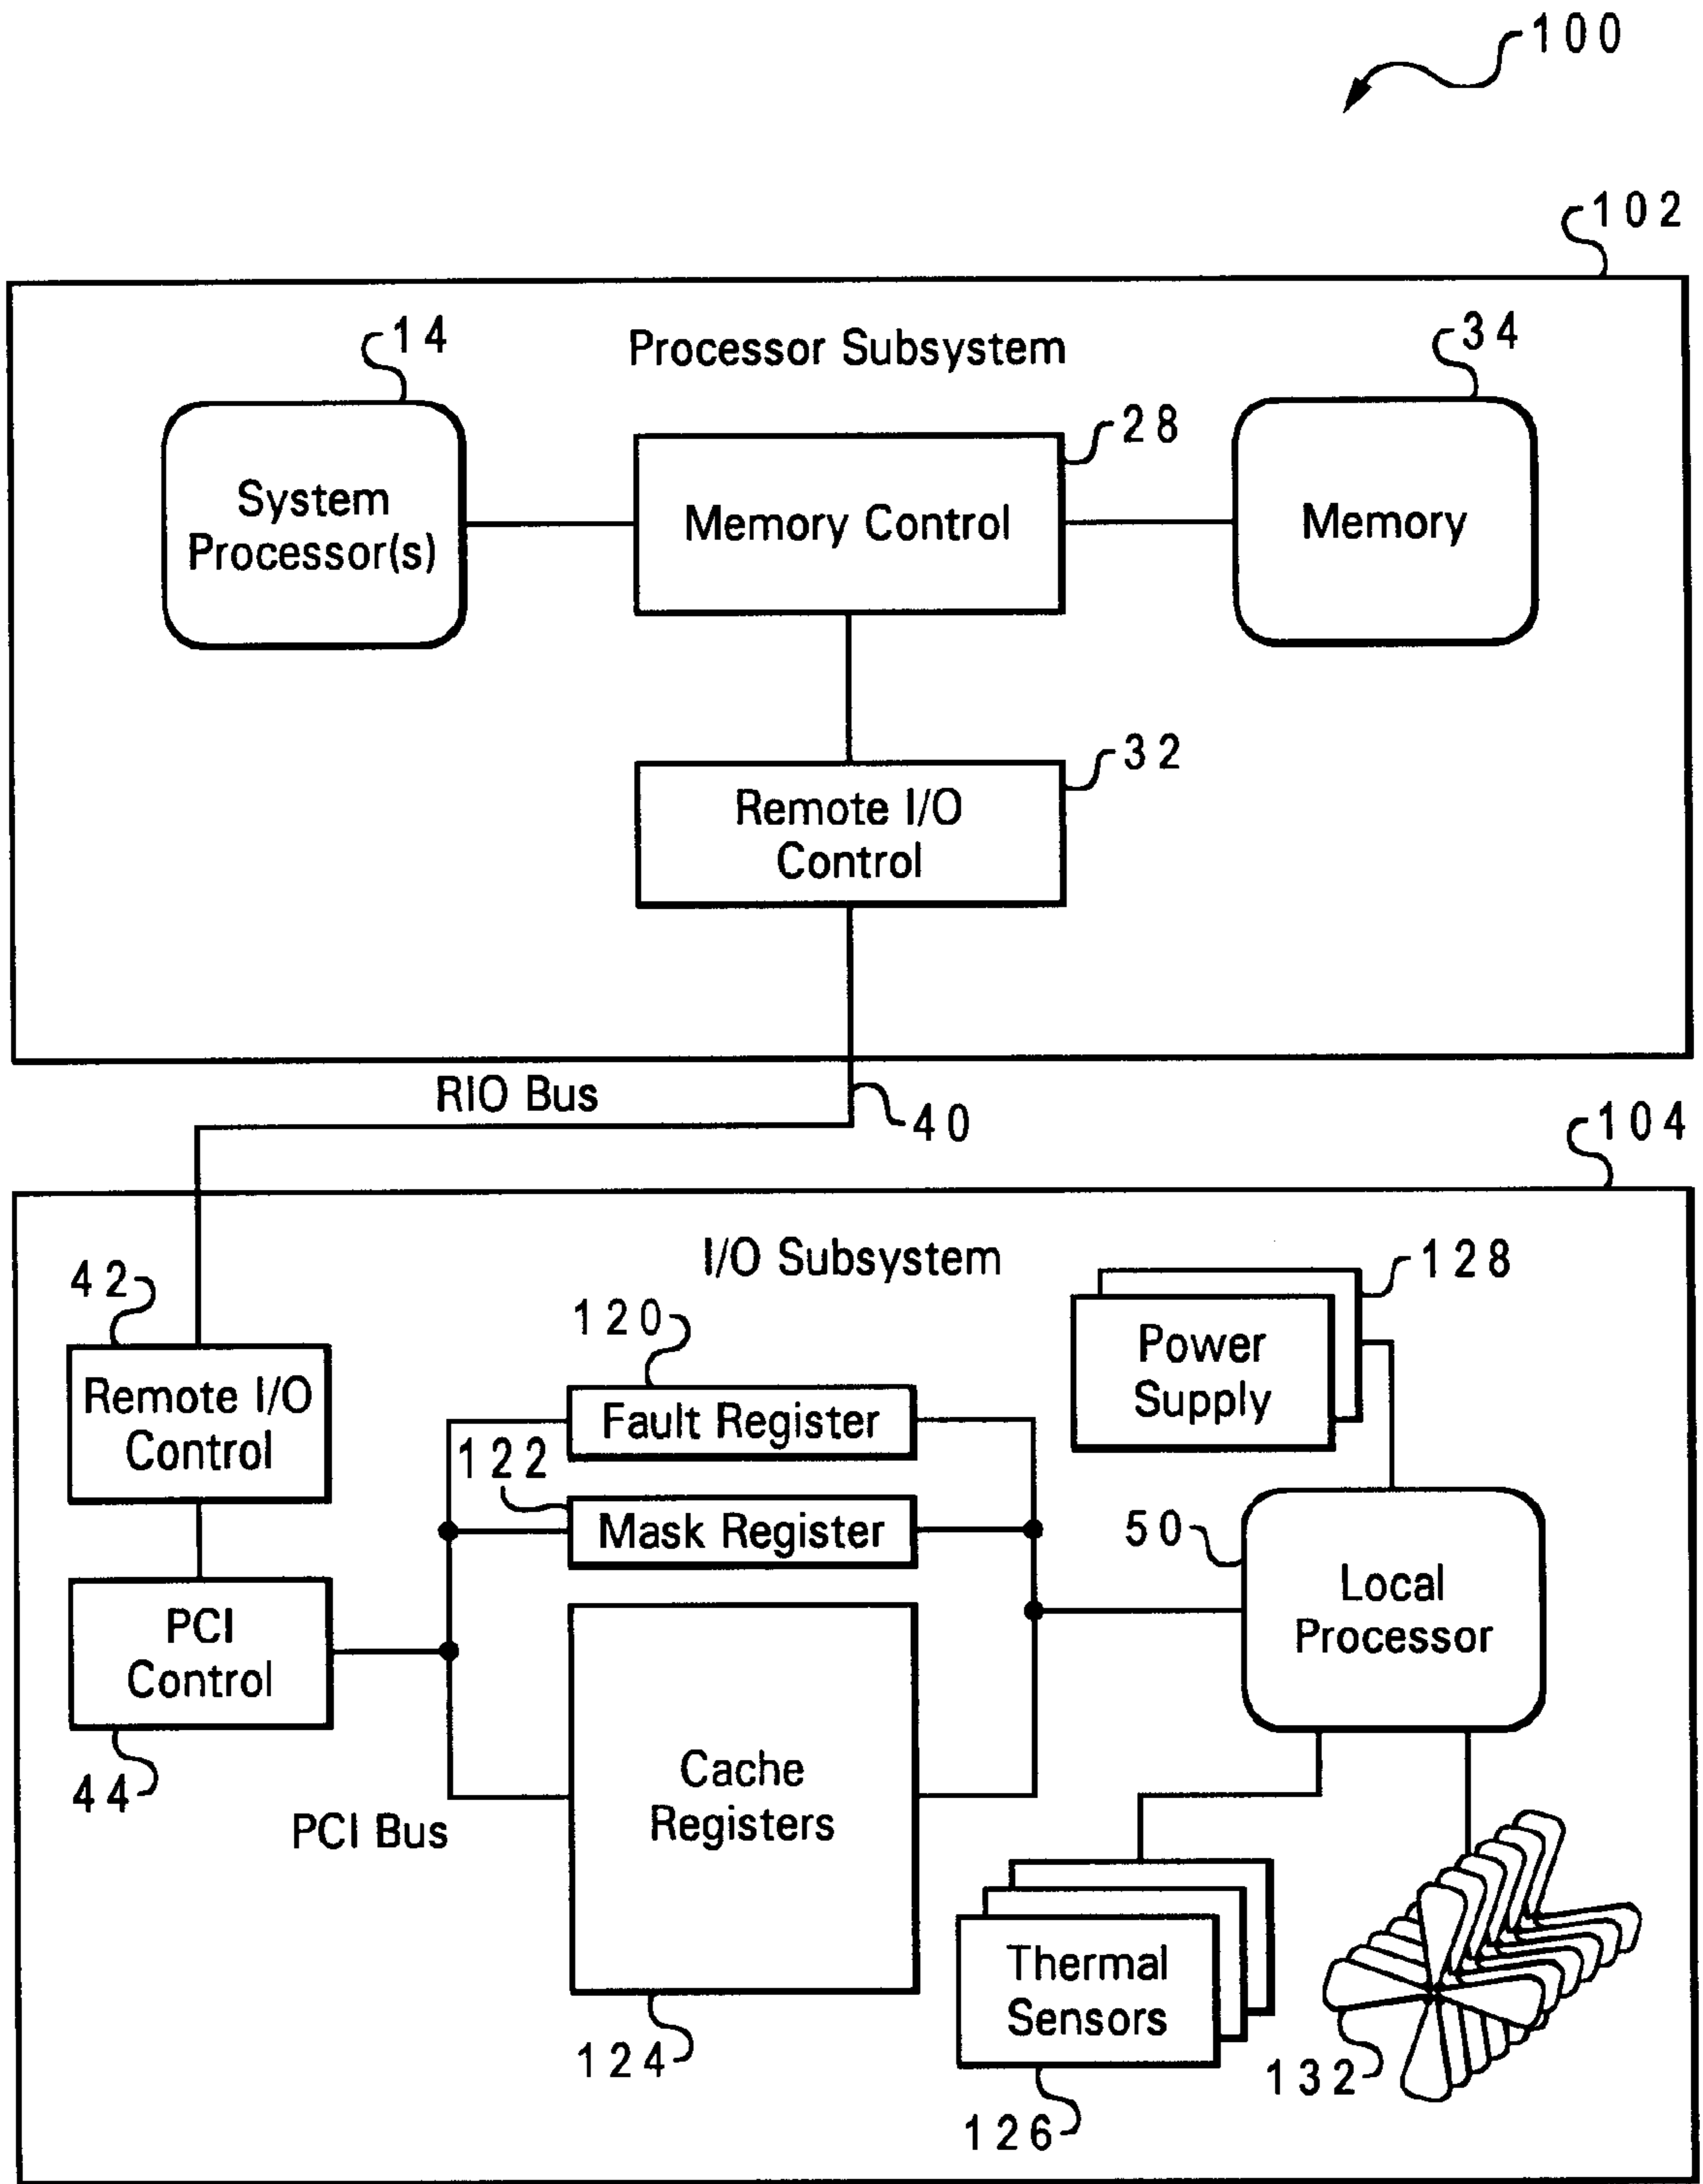 100
102
Processor Subsystem
14
34
28
System
Processor(s)
Memory Control
Memory
32
Remote I/O
Control
RIO Bus
40
104
I/O Subsystem
42
128
120
Power
Supply
Remote I/O
Control
Fault Register
122
Mask Register
50
Local
Processor
PCI
Control
44
PCI Bus
Cache
Registers
124
Thermal
Sensors
126
132